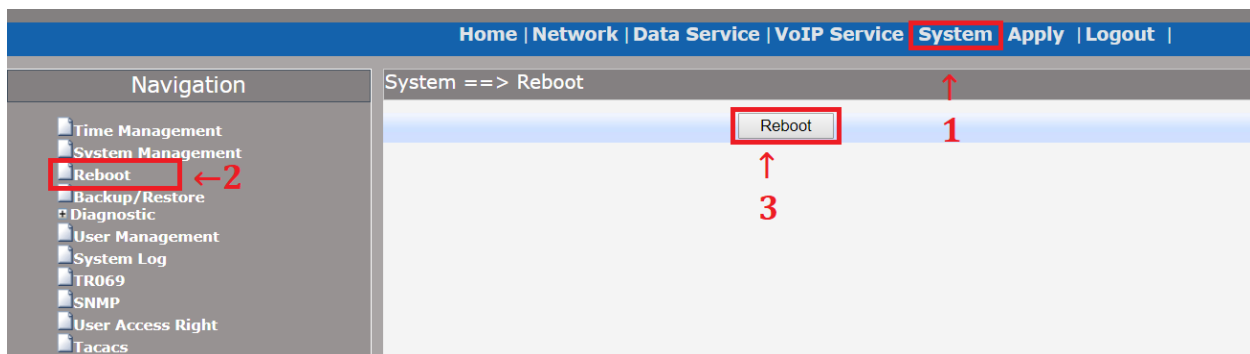 Home | Network | Data Service | VoIP Service System Apply | Logout |
Navigation
System ==> Reboot
↑
1
Reboot
↑
3
Time Management
System Management
Reboot
←2
Backup/Restore
Diagnostic
User Management
System Log
TR069
SNMP
User Access Right
Tacacs